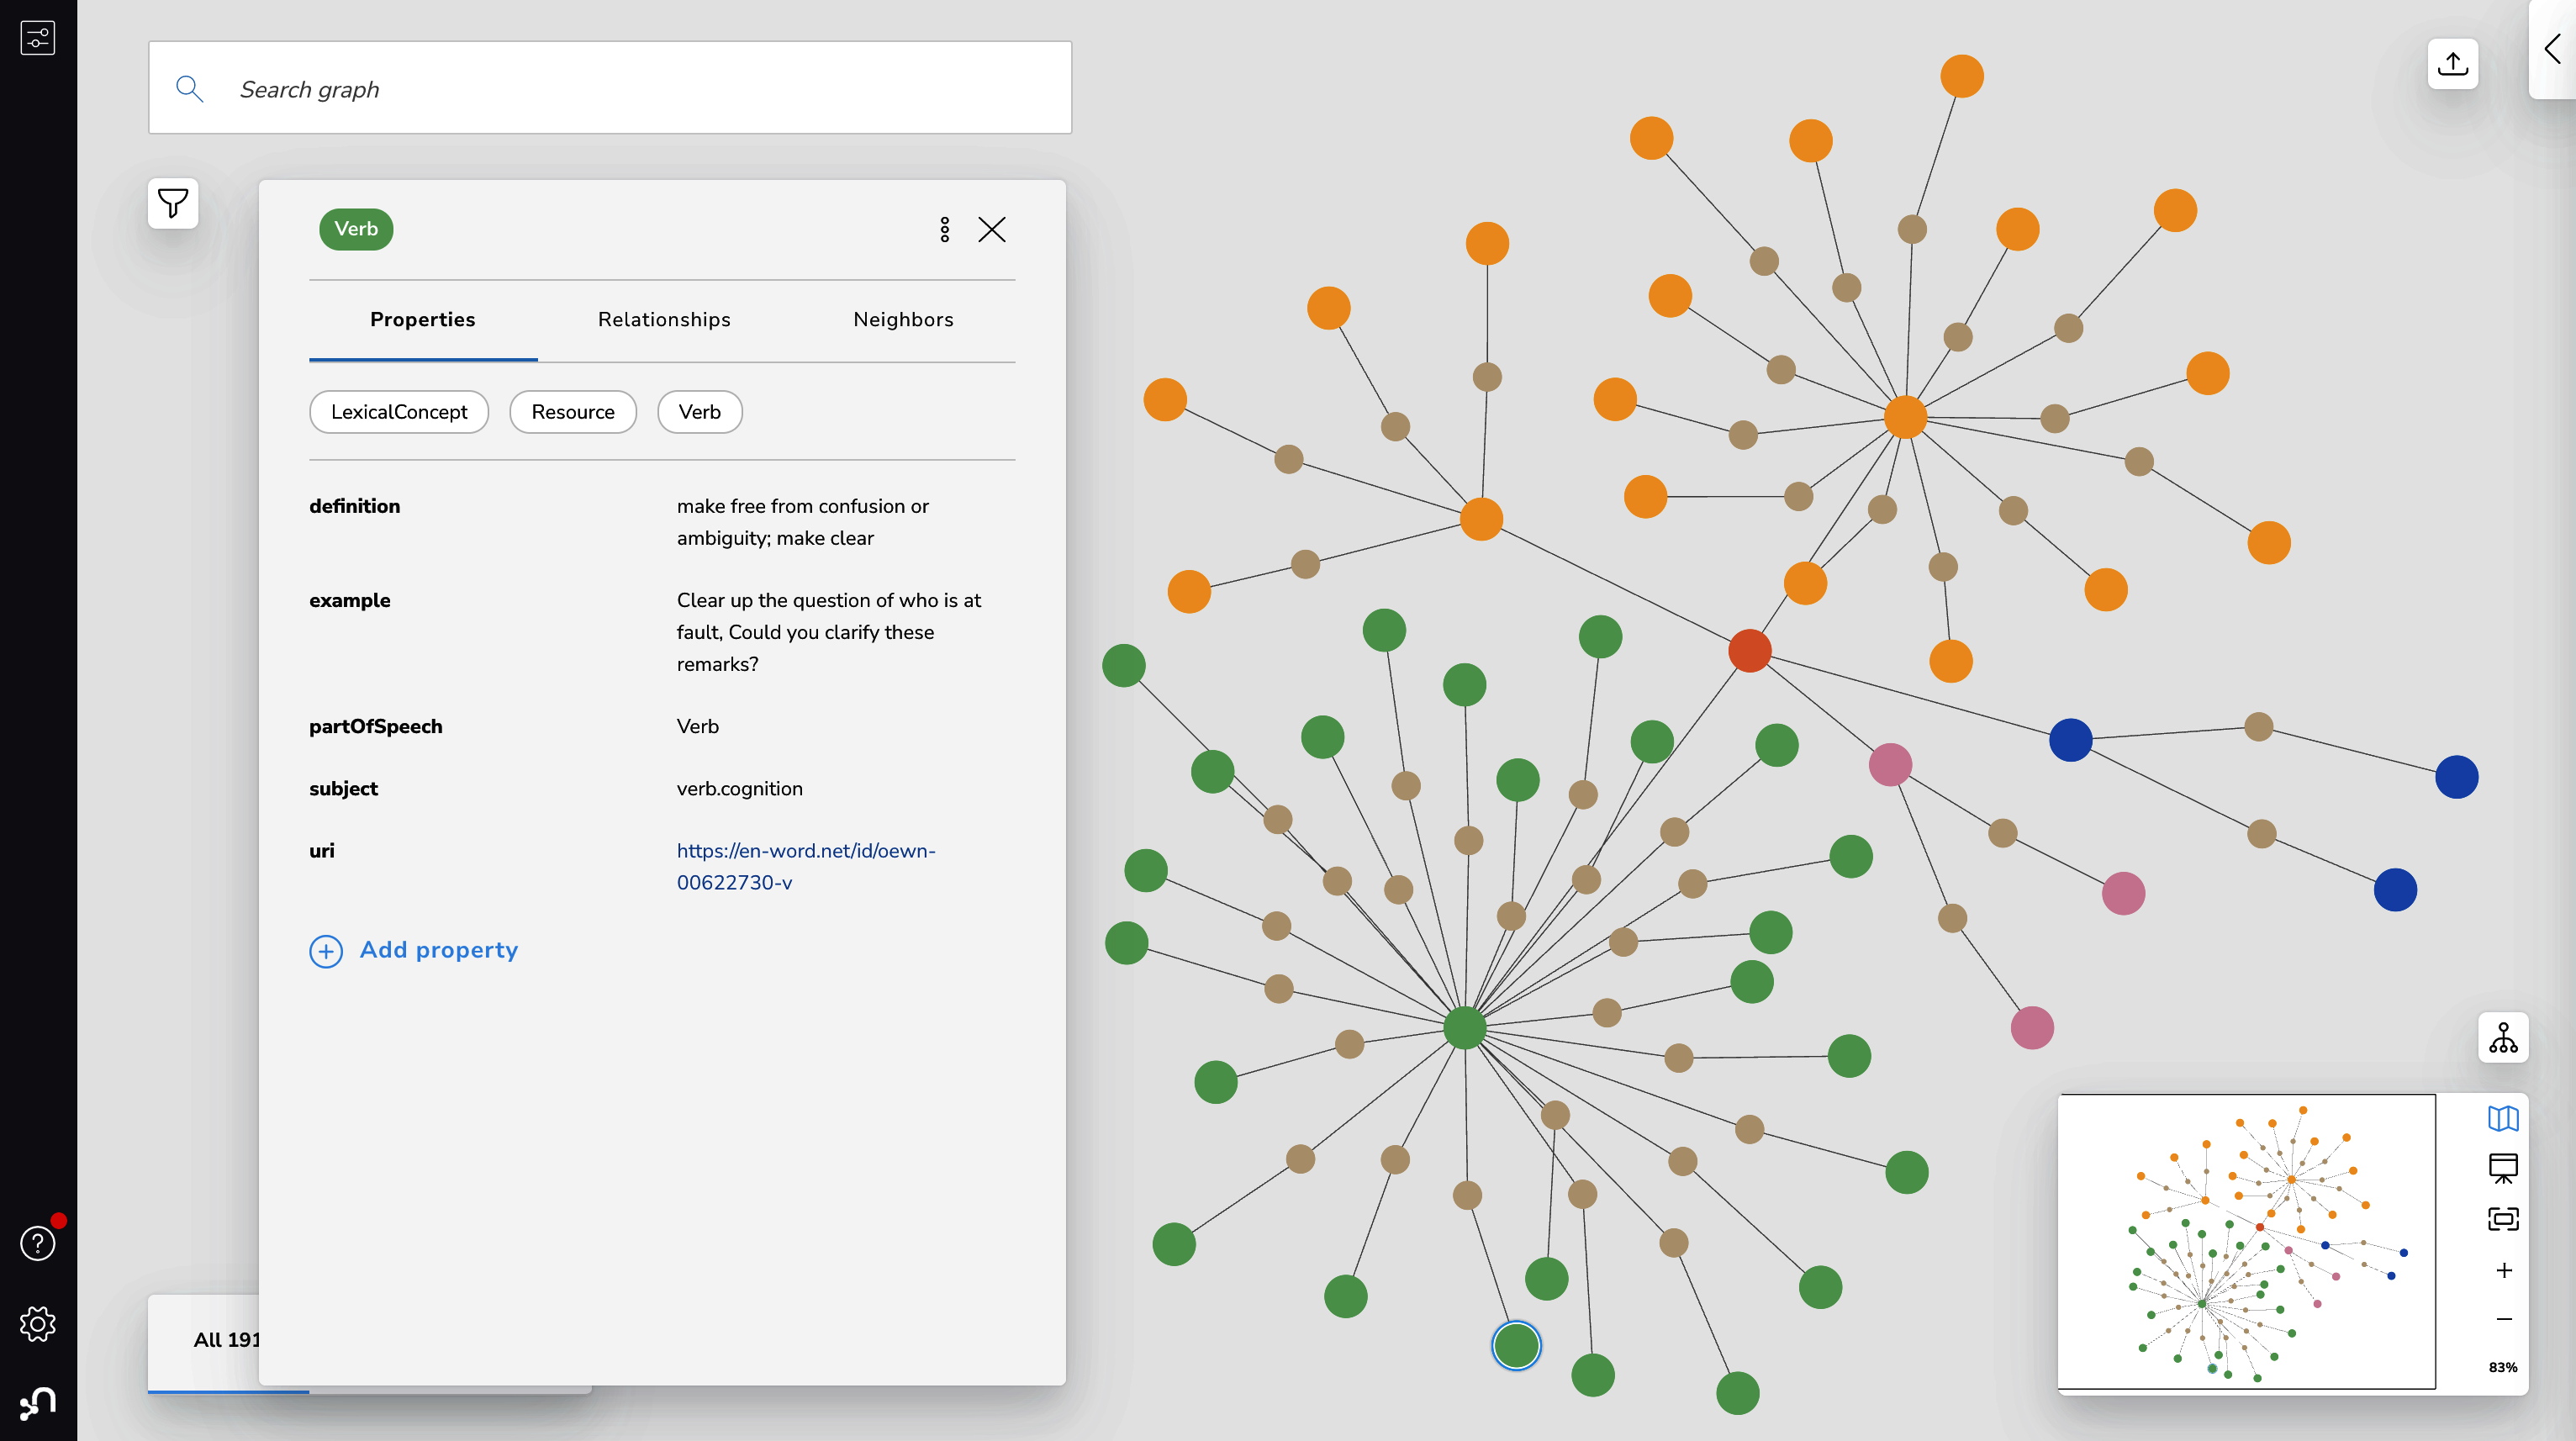 Search graph
Verb
Properties Relationships Neighbors
LexicalConcept Resource Verb
definition make free from confusion or
ambiguity; make clear
example Clear up the question of who is at
fault, Could you clarify these
remarks?
partOfSpeech Verb
subject verb.cognition
uri https://en-word.net/id/oewn-
00622730-v
Add property
?
All 191
83%